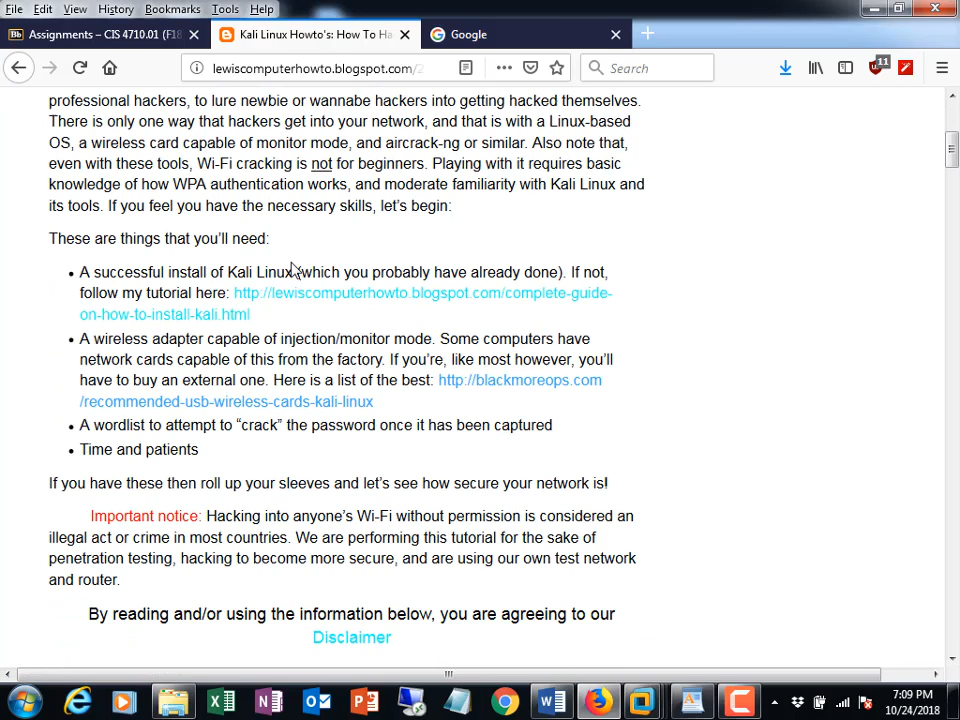 File Edit View History Bookmarks Tools Help
Assignments – CIS 4710.01 (F18
Kali Linux Howto's: How To Ha
Google
lewiscomputerhowto.blogspot.com/2
Search
11
professional hackers, to lure newbie or wannabe hackers into getting hacked themselves.
There is only one way that hackers get into your network, and that is with a Linux-based
OS, a wireless card capable of monitor mode, and aircrack-ng or similar. Also note that,
even with these tools, Wi-Fi cracking is not for beginners. Playing with it requires basic
knowledge of how WPA authentication works, and moderate familiarity with Kali Linux and
its tools. If you feel you have the necessary skills, let’s begin:
These are things that you’ll need:
A successful install of Kali Linux (which you probably have already done). If not,
follow my tutorial here: http://lewiscomputerhowto.blogspot.com/complete-guide-
on-how-to-install-kali.html
A wireless adapter capable of injection/monitor mode. Some computers have
network cards capable of this from the factory. If you’re, like most however, you’ll
have to buy an external one. Here is a list of the best: http://blackmoreops.com
/recommended-usb-wireless-cards-kali-linux
A wordlist to attempt to “crack” the password once it has been captured
Time and patients
If you have these then roll up your sleeves and let’s see how secure your network is!
Important notice: Hacking into anyone’s Wi-Fi without permission is considered an
illegal act or crime in most countries. We are performing this tutorial for the sake of
penetration testing, hacking to become more secure, and are using our own test network
and router.
By reading and/or using the information below, you are agreeing to our
Disclaimer
7:09 PM
10/24/2018